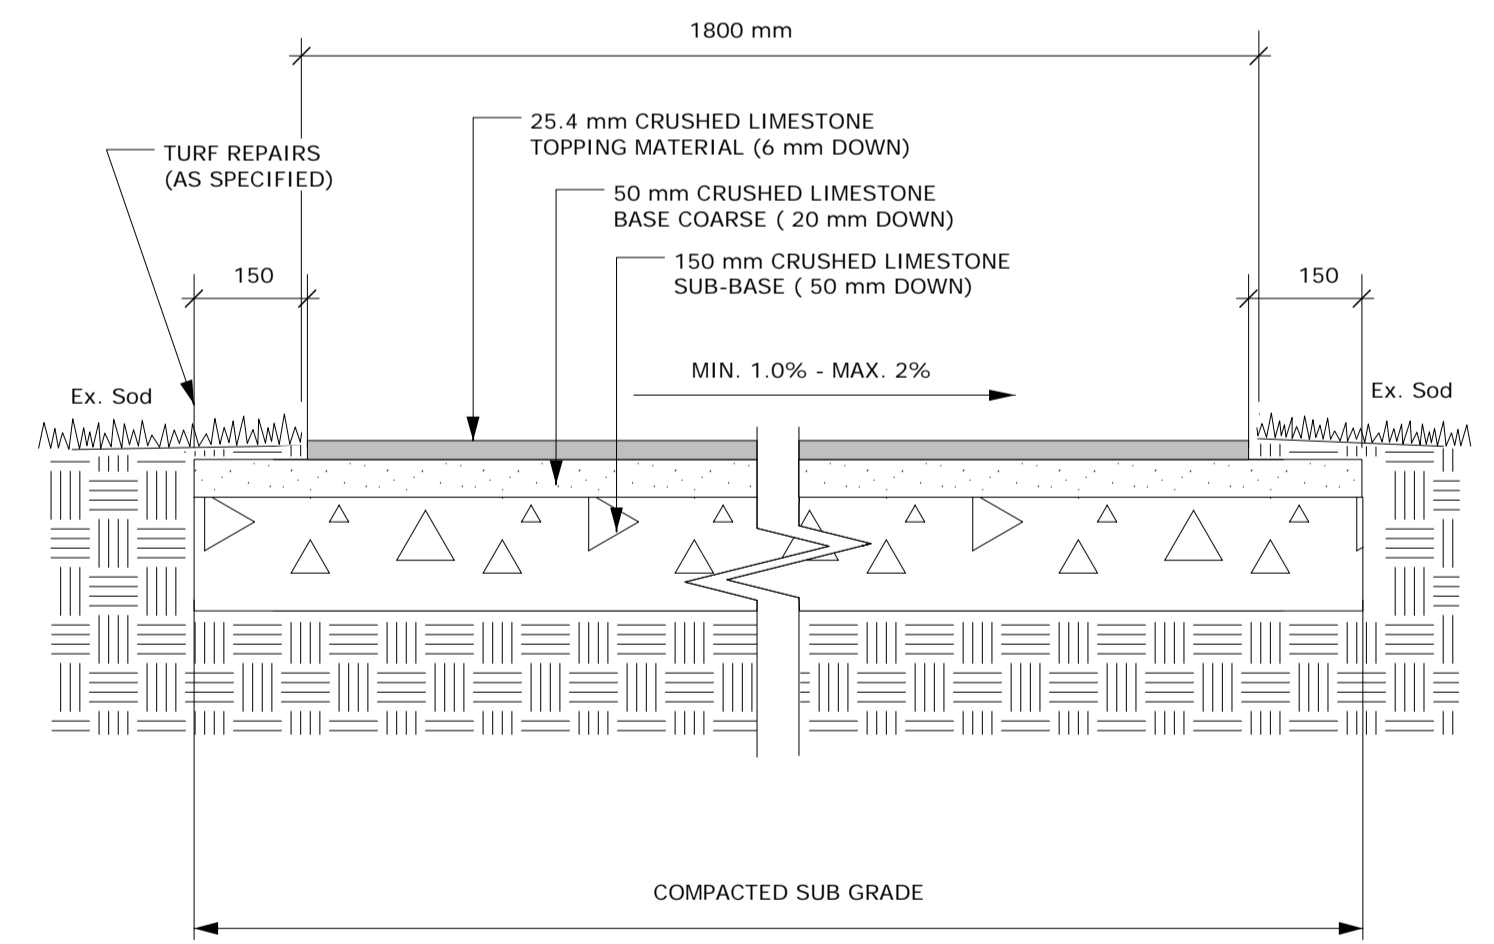 1800 mm
25.4 mm CRUSHED LIMESTONE
TOPPING MATERIAL (6 mm DOWN)
TURF REPAIRS
(AS SPECIFIED)
50 mm CRUSHED LIMESTONE
BASE COARSE ( 20 mm DOWN)
150 mm CRUSHED LIMESTONE
SUB-BASE ( 50 mm DOWN)
150
150
MIN. 1.0% - MAX. 2%
Ex. Sod
Ex. Sod
COMPACTED SUB GRADE